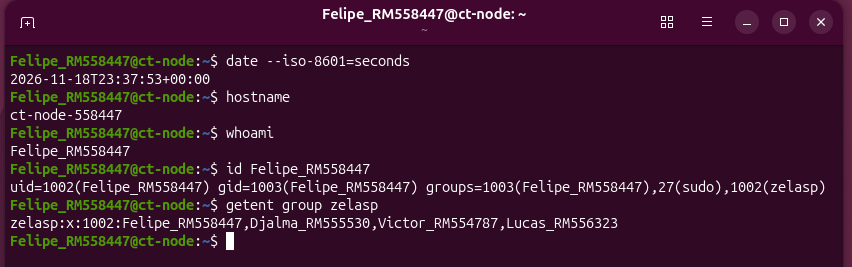 Felipe_RM558447@ct-node: ~
~
Felipe_RM558447@ct-node:~$ date --iso-8601=seconds
2026-11-18T23:37:53+00:00
Felipe_RM558447@ct-node:~$ hostname
ct-node-558447
Felipe_RM558447@ct-node:~$ whoami
Felipe_RM558447
Felipe_RM558447@ct-node:~$ id Felipe_RM558447
uid=1002(Felipe_RM558447) gid=1003(Felipe_RM558447) groups=1003(Felipe_RM558447),27(sudo),1002(zelasp)
Felipe_RM558447@ct-node:~$ getent group zelasp
zelasp:x:1002:Felipe_RM558447,Djalma_RM555530,Victor_RM554787,Lucas_RM556323
Felipe_RM558447@ct-node:~$